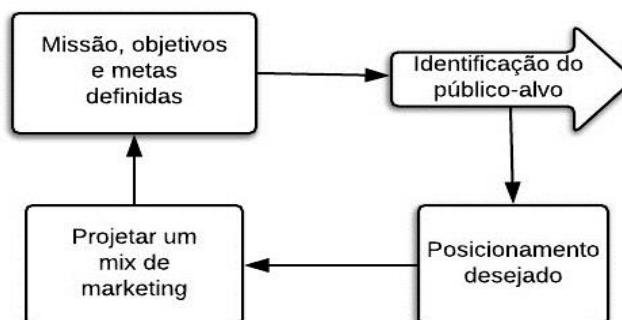 Missão, objetivos
e metas
definidas
Identificação do
público-alvo
Posicionamento
desejado
Projetar um
mix de
marketing